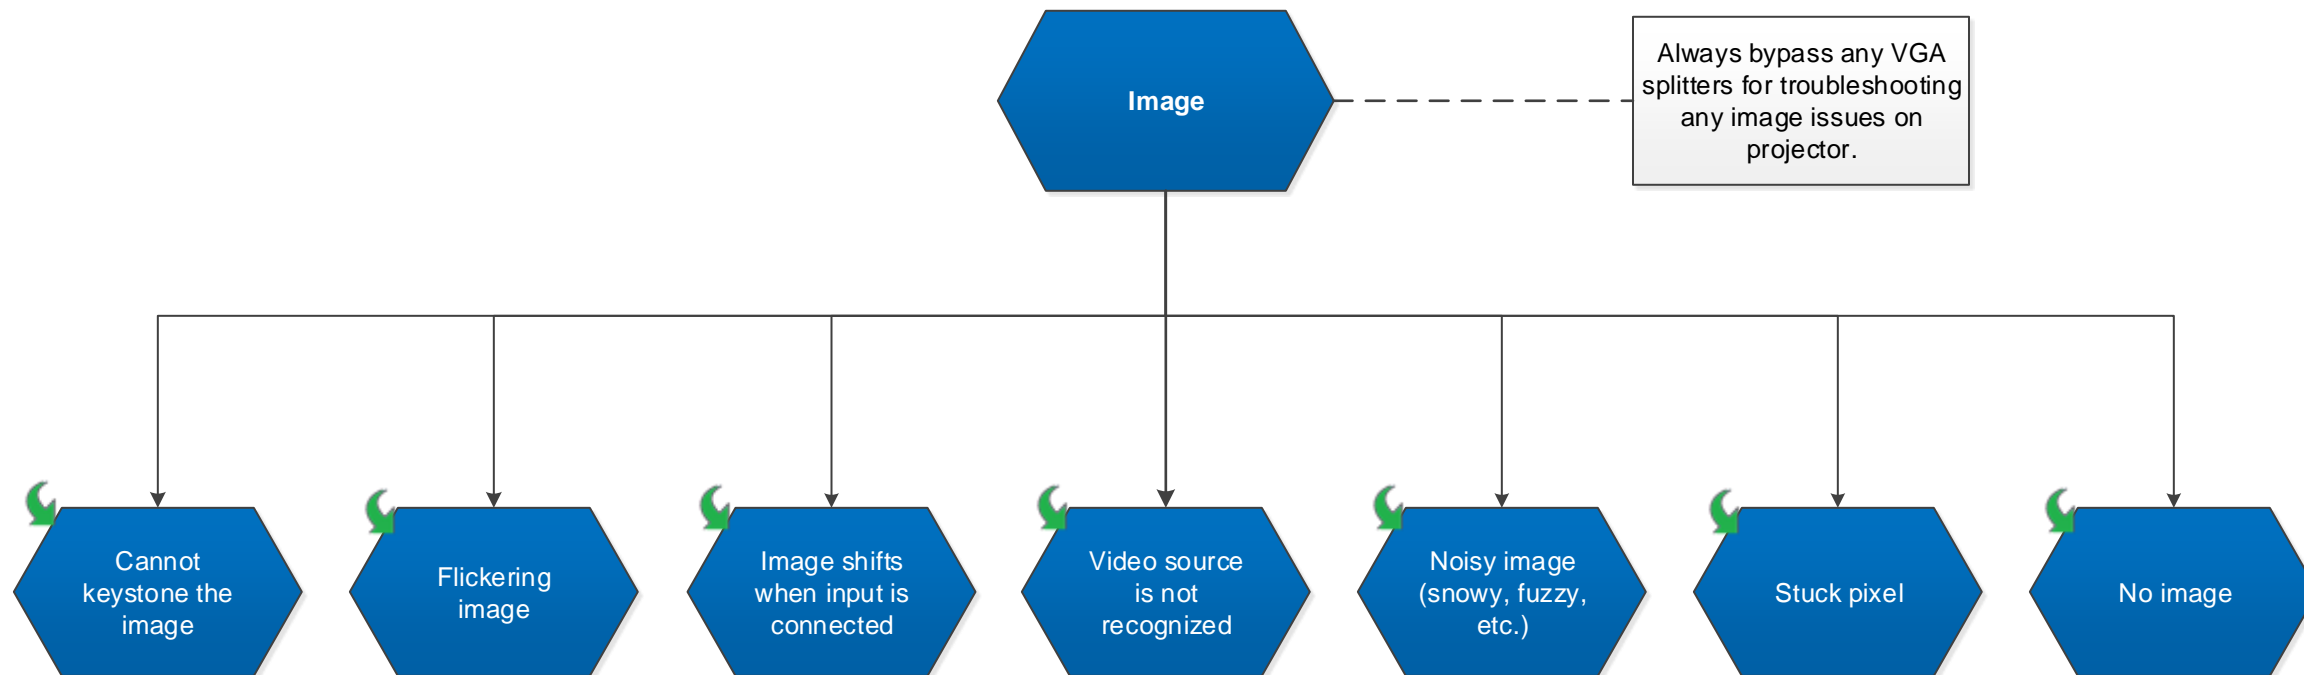 Image
Always bypass any VGA
splitters for troubleshooting
any image issues on
projector.
Cannot
keystone the
image
Flickering
image
Image shifts
when input is
connected
Video source
is not
recognized
Noisy image
(snowy, fuzzy,
etc.)
Stuck pixel
No image